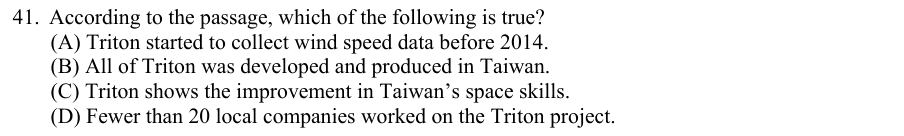 41. According to the passage, which of the following is true?
(A) Triton started to collect wind speed data before 2014.
(B) All of Triton was developed and produced in Taiwan.
(C) Triton shows the improvement in Taiwan’s space skills.
(D) Fewer than 20 local companies worked on the Triton project.